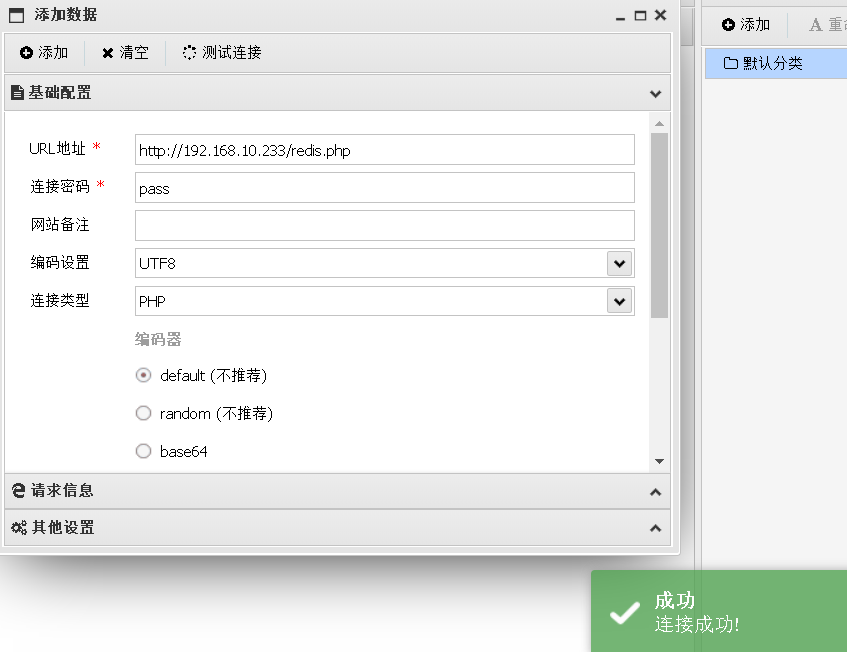 添加数据
添加 清空 测试连接
添加
默认分类
基础配置
URL地址 * http://192.168.10.233/redis.php
连接密码 * pass
网站备注
编码设置 UTF8
连接类型 PHP
编码器
default (不推荐)
random (不推荐)
base64
请求信息
其他设置
成功
连接成功!